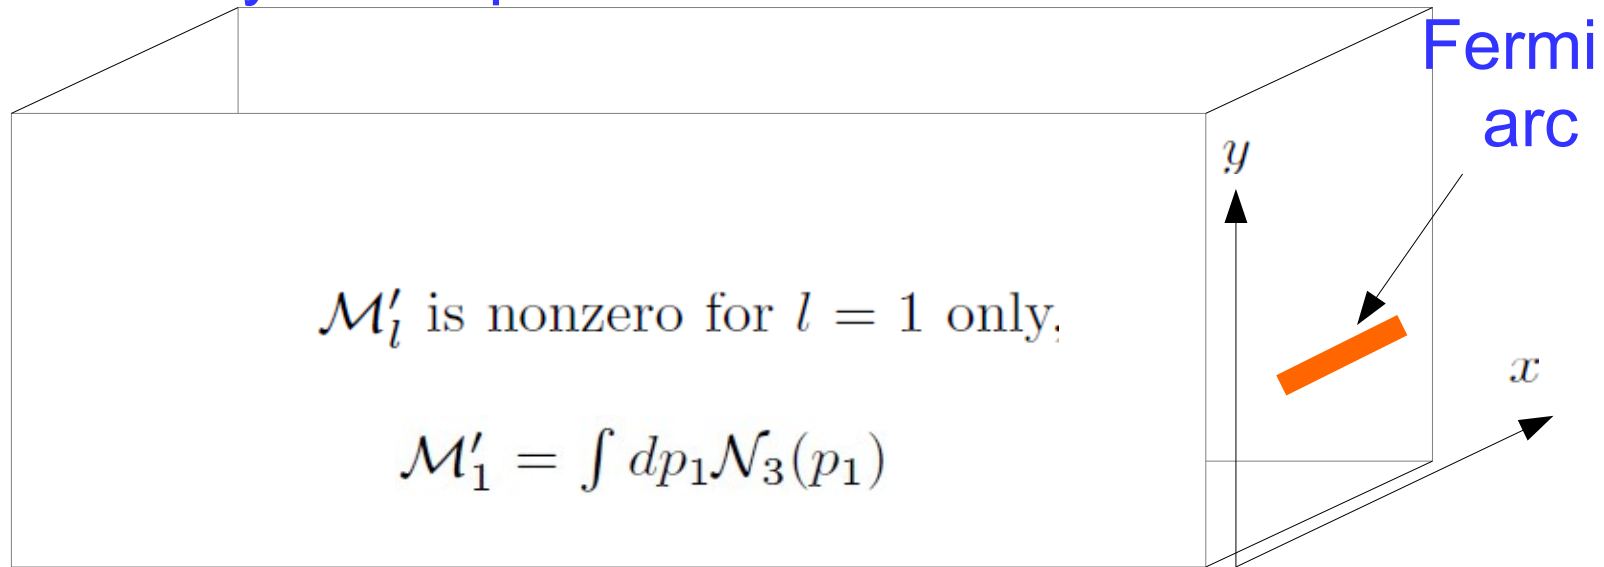 Fermi
arc
y
𝓜′_l is nonzero for l = 1 only,
x
𝓜′_1 = ∫ dp_1 𝓝_3(p_1)